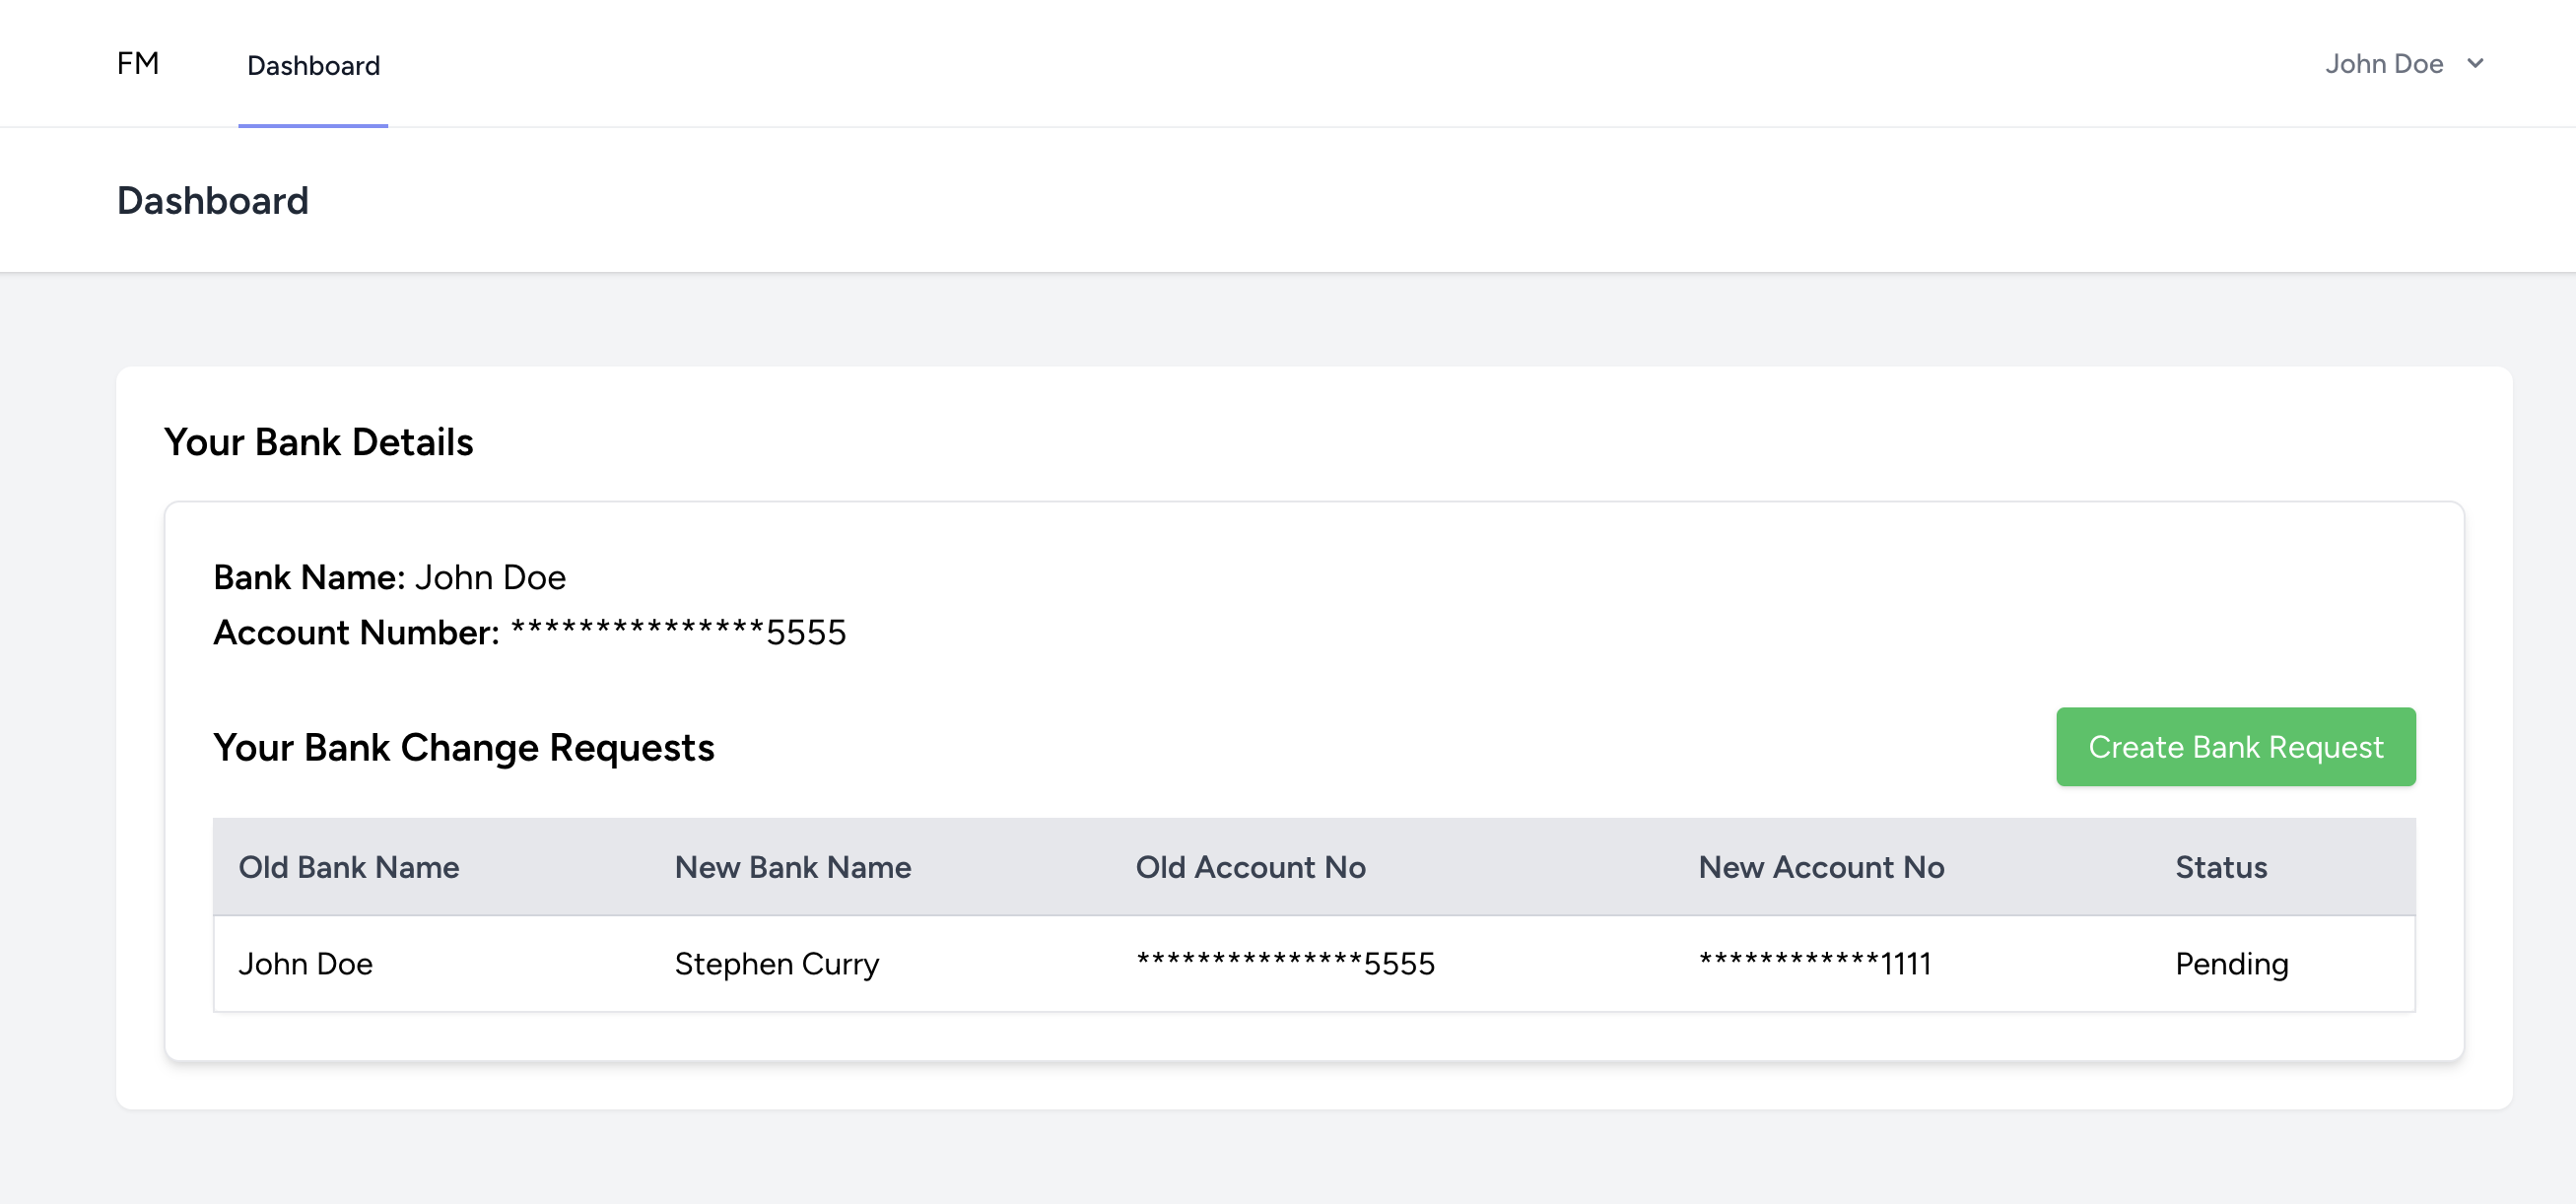 FM Dashboard John Doe
Dashboard
Your Bank Details
Bank Name: John Doe
Account Number: ***************5555
Your Bank Change Requests Create Bank Request
Old Bank Name New Bank Name Old Account No New Account No Status
John Doe Stephen Curry ***************5555 ************1111 Pending